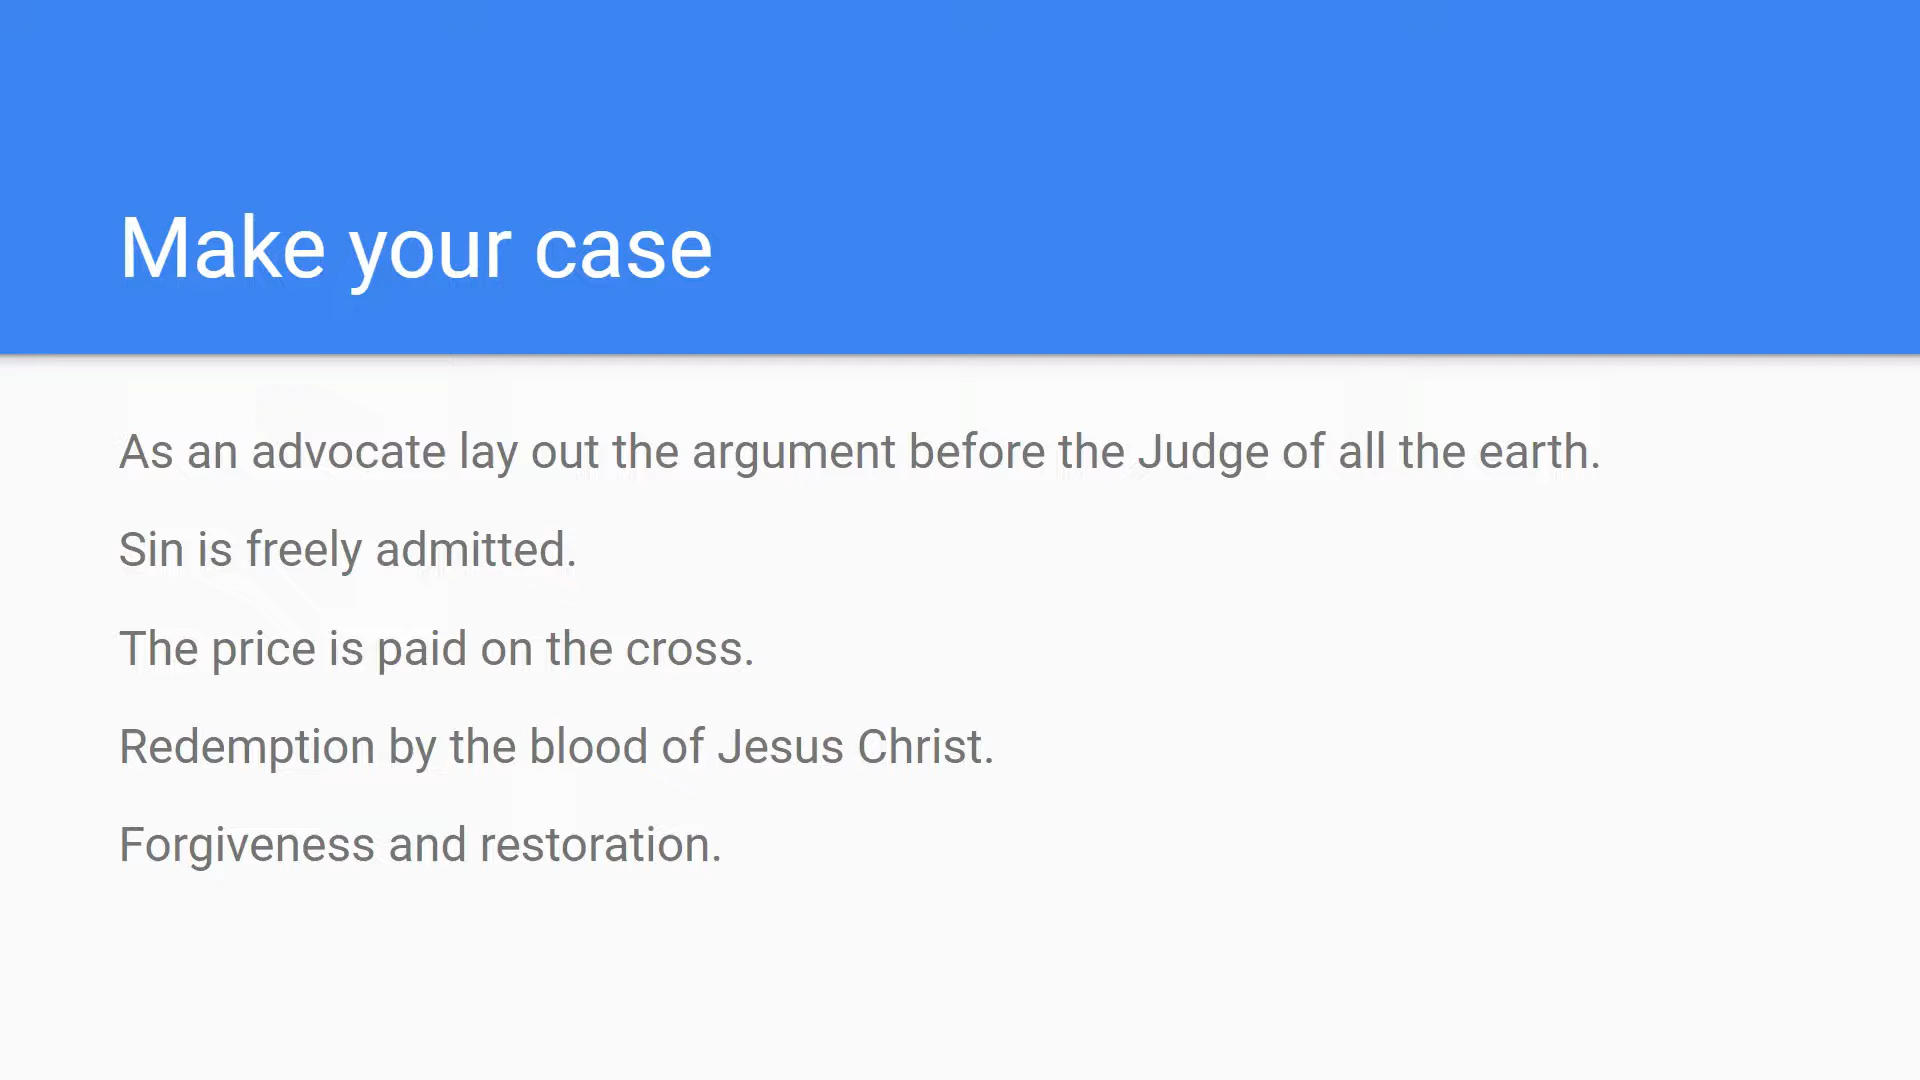 Make your case
As an advocate lay out the argument before the Judge of all the earth.
Sin is freely admitted.
The price is paid on the cross.
Redemption by the blood of Jesus Christ.
Forgiveness and restoration.